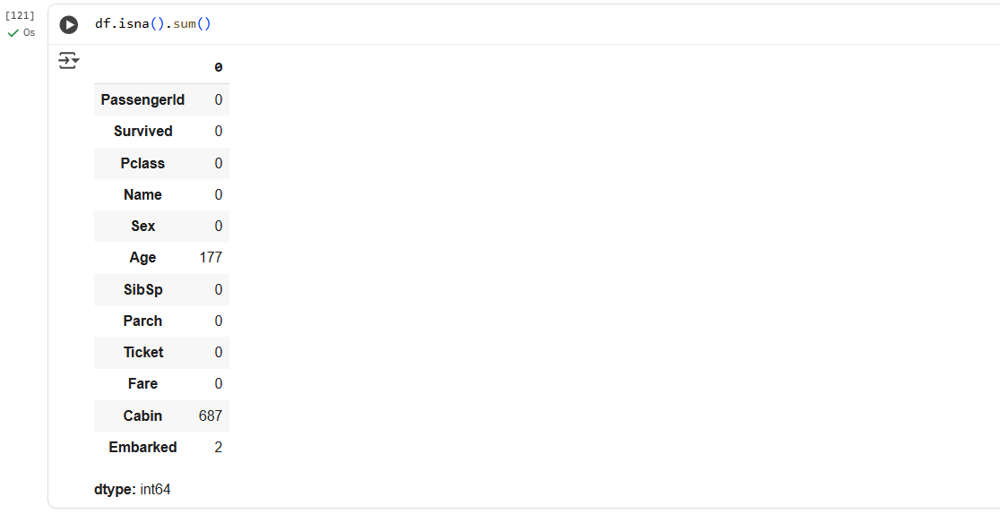 [121]
0s
df.isna().sum()
0
PassengerId 0
Survived 0
Pclass 0
Name 0
Sex 0
Age 177
SibSp 0
Parch 0
Ticket 0
Fare 0
Cabin 687
Embarked 2
dtype: int64